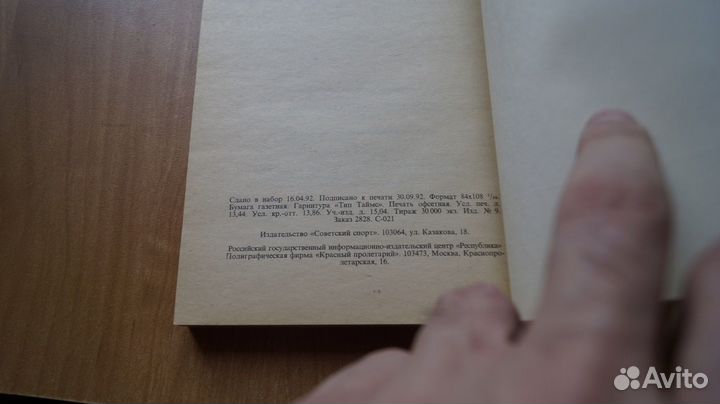 Сдано в набор 16.04.92. Подписано к печати 30.09.92. Формат 84х108 ¹/₃₂.
Бумага газетная. Гарнитура «Тип Таймс». Печать офсетная. Усл. печ. л.
13,44. Усл. кр.-отт. 13,86. Уч.-изд. л. 15,04. Тираж 30.000 экз. Изд. № 9.
Заказ 2828. С-021
Издательство «Советский спорт». 103064, ул. Казакова, 18.
Российский государственный информационно-издательский центр «Республика»
Полиграфическая фирма «Красный пролетарий». 103473, Москва, Краснопро-
летарская, 16.
Avito